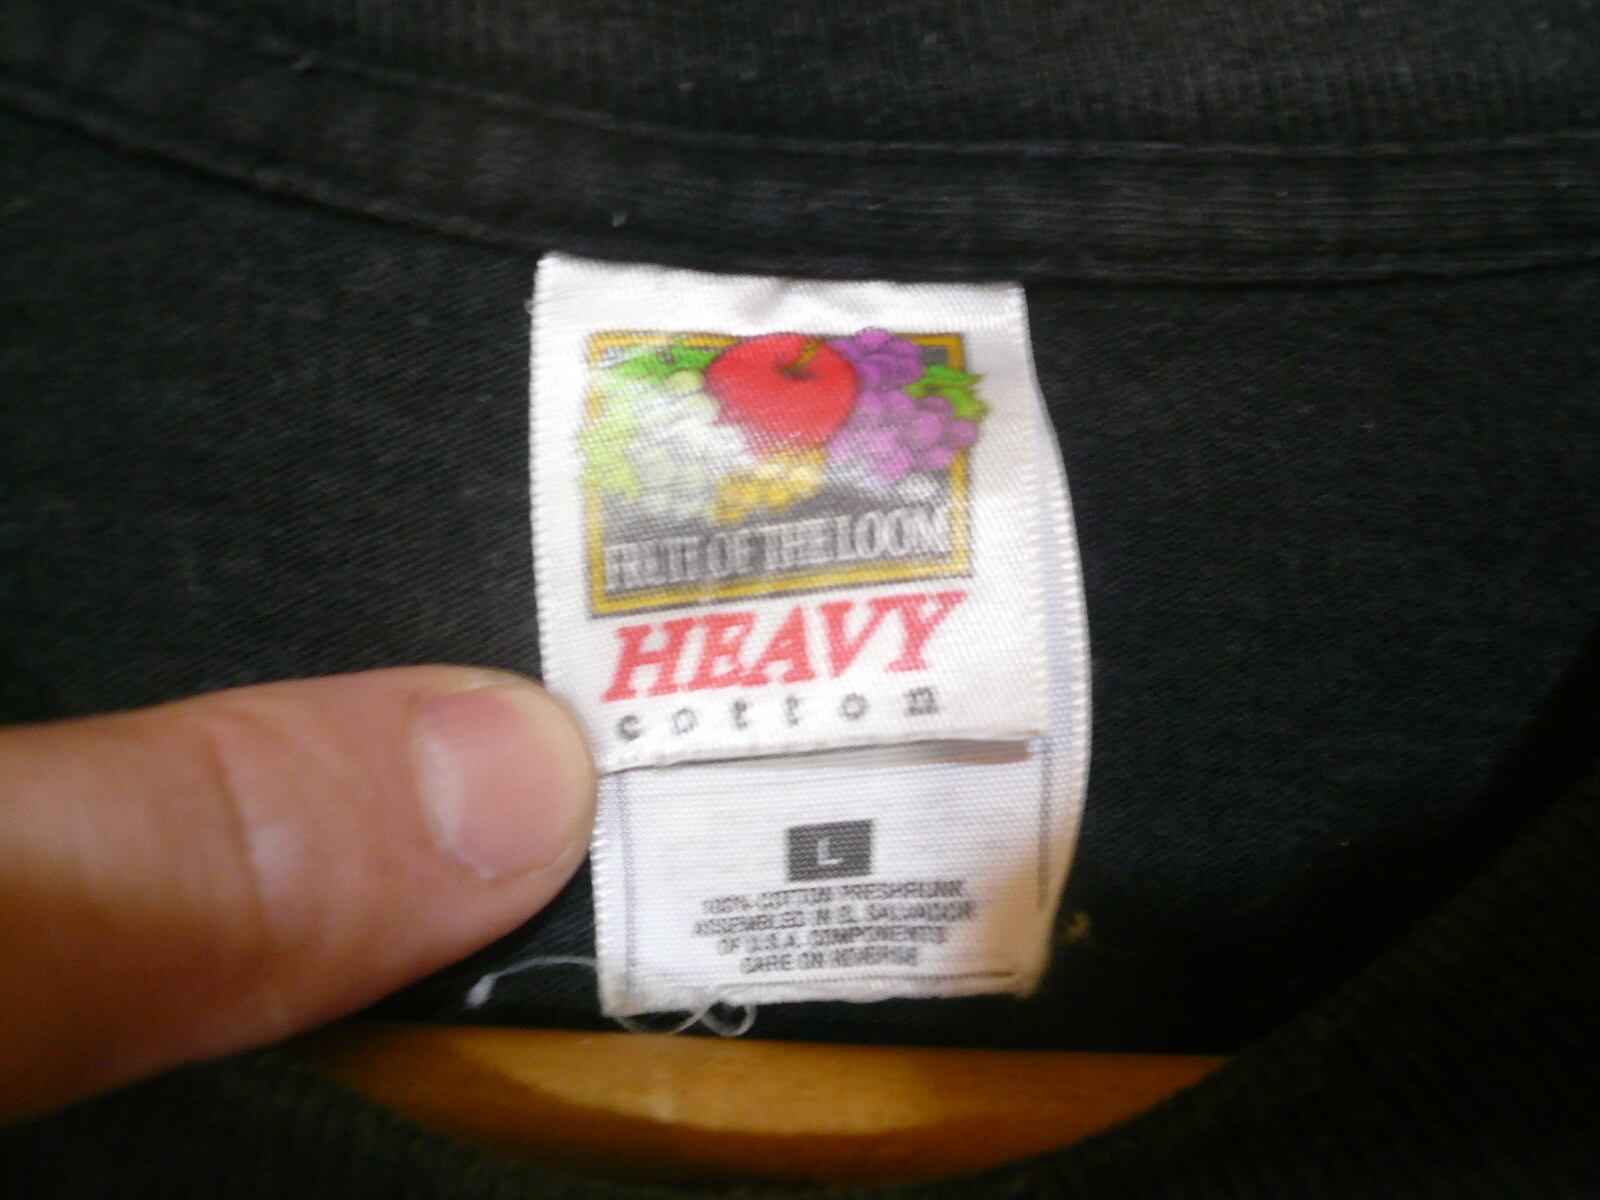 FRUIT OF THE LOOM
HEAVY
cotton
L
100% COTTON PRESHRUNK
ASSEMBLED IN EL SALVADOR
OF U.S.A. COMPONENTS
CARE ON REVERSE